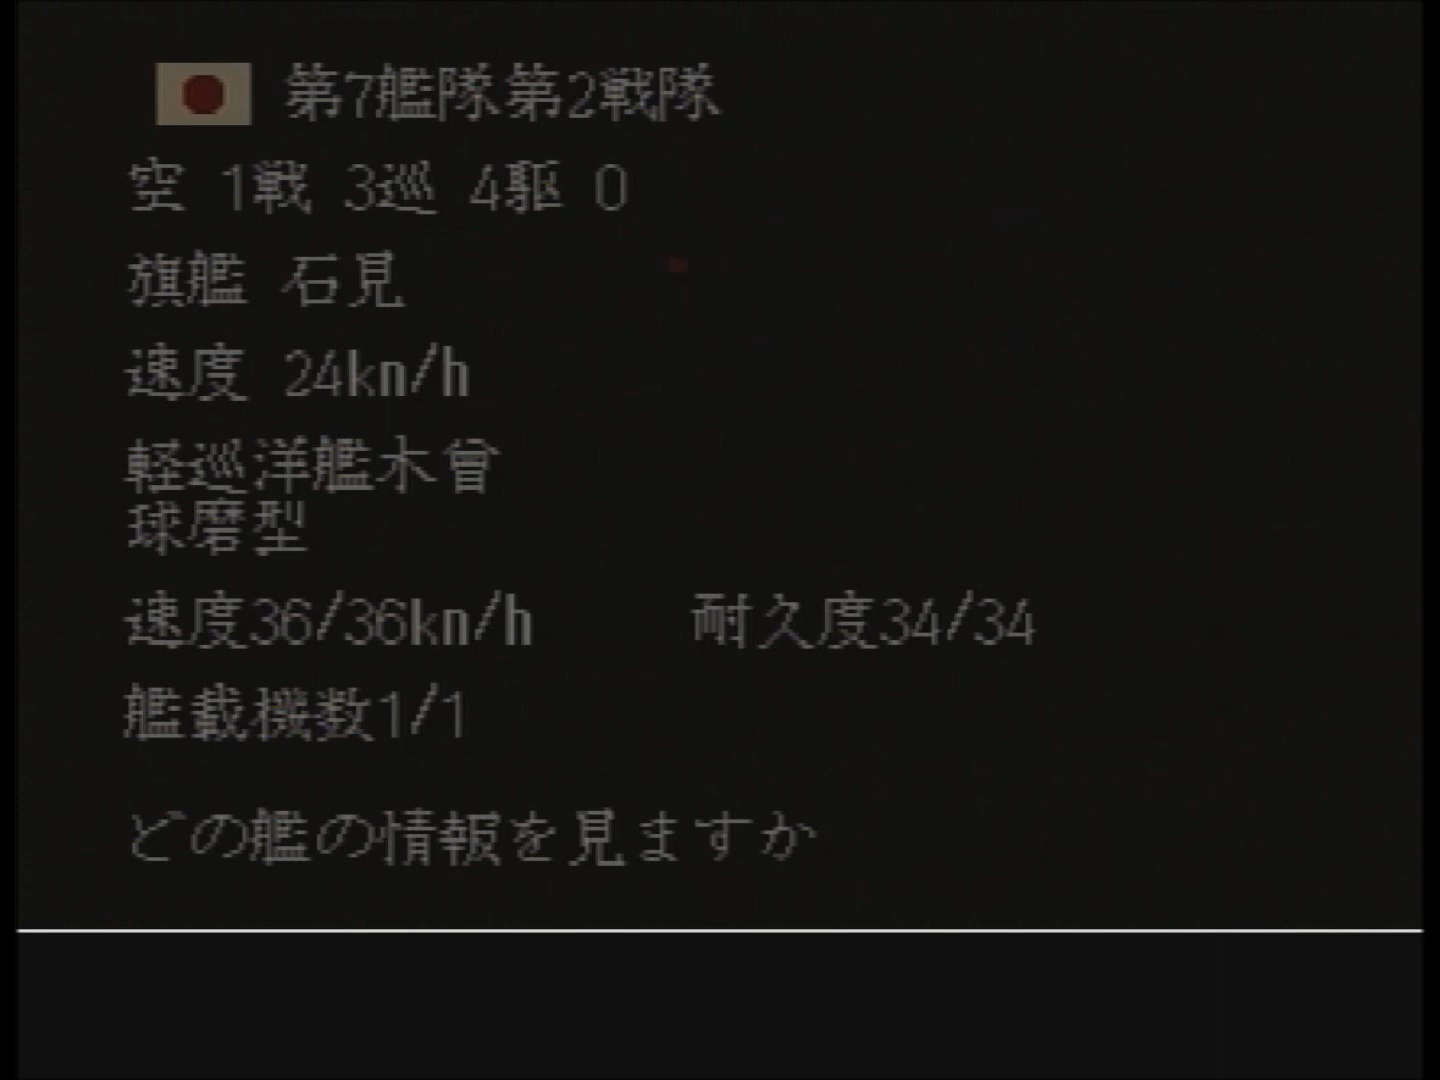 第7艦隊第2戦隊
空 1戦 3巡 4駆 0
旗艦 石見
速度 24kn/h
軽巡洋艦木曾
球磨型
速度36/36kn/h 耐久度34/34
艦載機数1/1
どの艦の情報を見ますか